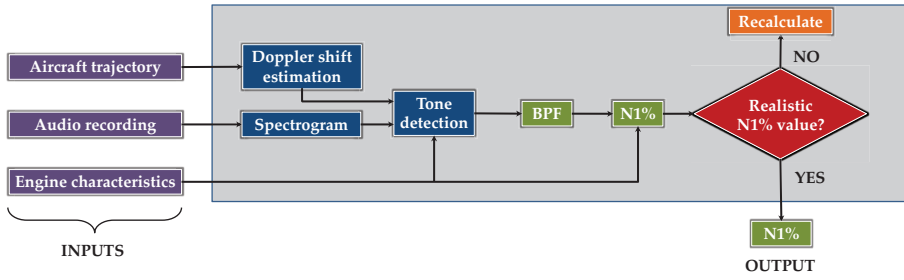 Recalculate
NO
Aircraft trajectory
Doppler shift
estimation
Audio recording
Spectrogram
Tone
detection
BPF
N1%
Realistic
N1% value?
Engine characteristics
YES
INPUTS
N1%
OUTPUT